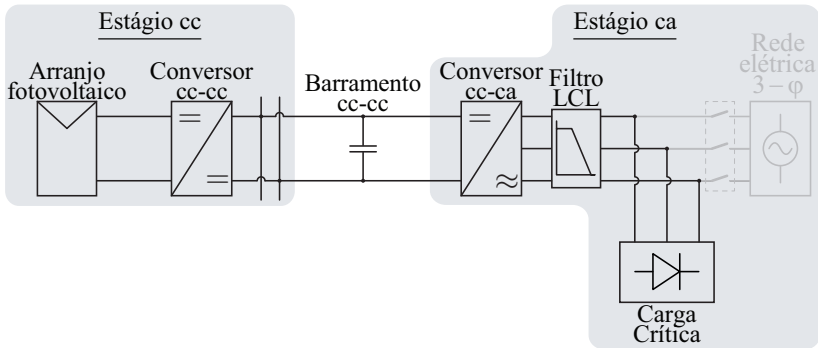 Estágio cc
Estágio ca
Arranjo
fotovoltaico
Conversor
cc-cc
Barramento
cc-cc
Conversor
cc-ca
Filtro
LCL
Rede
elétrica
3 – φ
Carga
Crítica